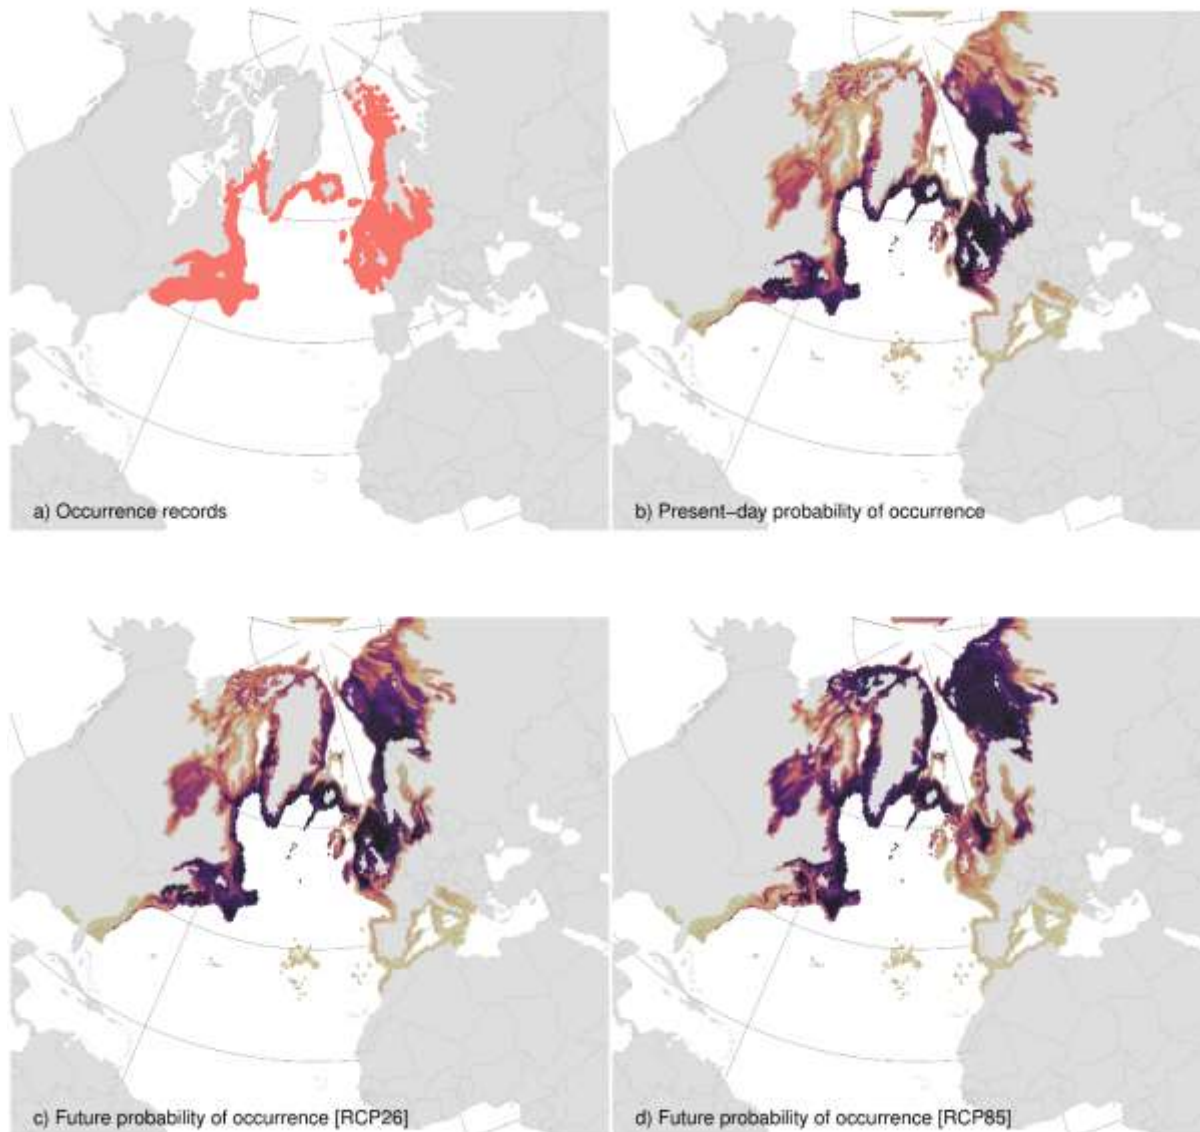 a) Occurrence records
b) Present–day probability of occurrence
c) Future probability of occurrence [RCP26]
d) Future probability of occurrence [RCP85]